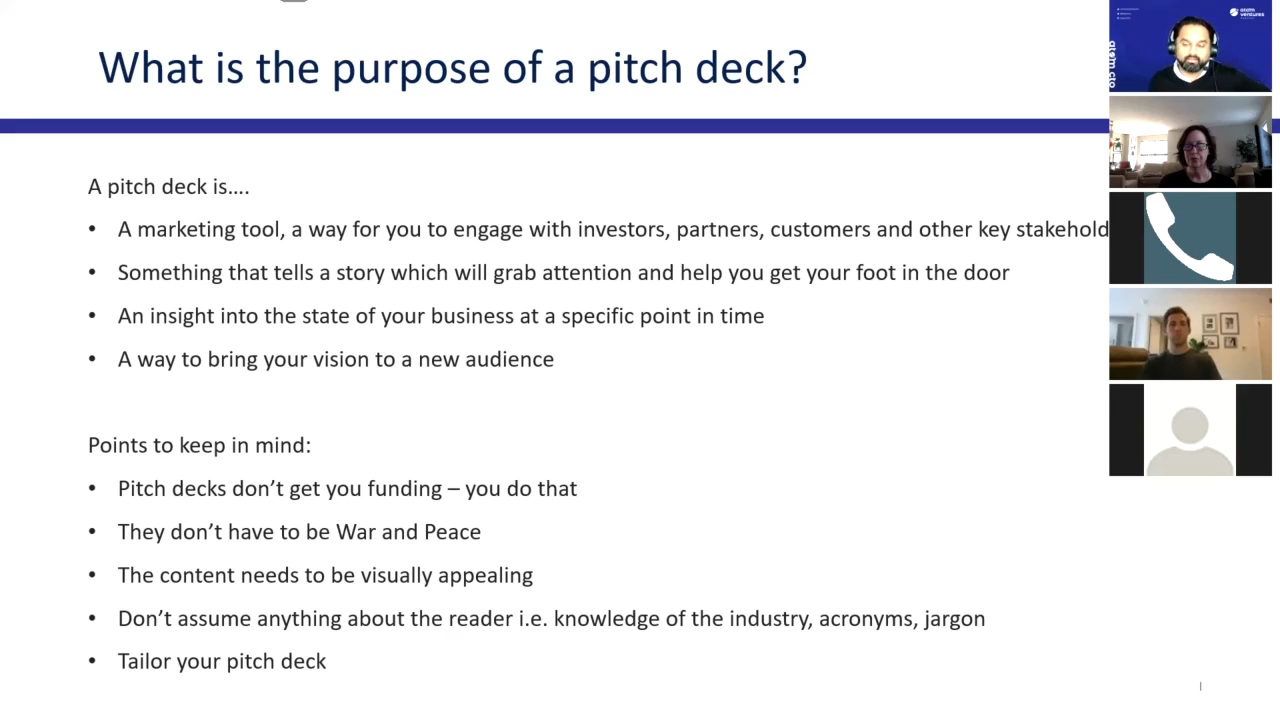 What is the purpose of a pitch deck?
A pitch deck is….
• A marketing tool, a way for you to engage with investors, partners, customers and other key stakehold
• Something that tells a story which will grab attention and help you get your foot in the door
• An insight into the state of your business at a specific point in time
• A way to bring your vision to a new audience
Points to keep in mind:
• Pitch decks don’t get you funding – you do that
• They don’t have to be War and Peace
• The content needs to be visually appealing
• Don’t assume anything about the reader i.e. knowledge of the industry, acronyms, jargon
• Tailor your pitch deck
ventures